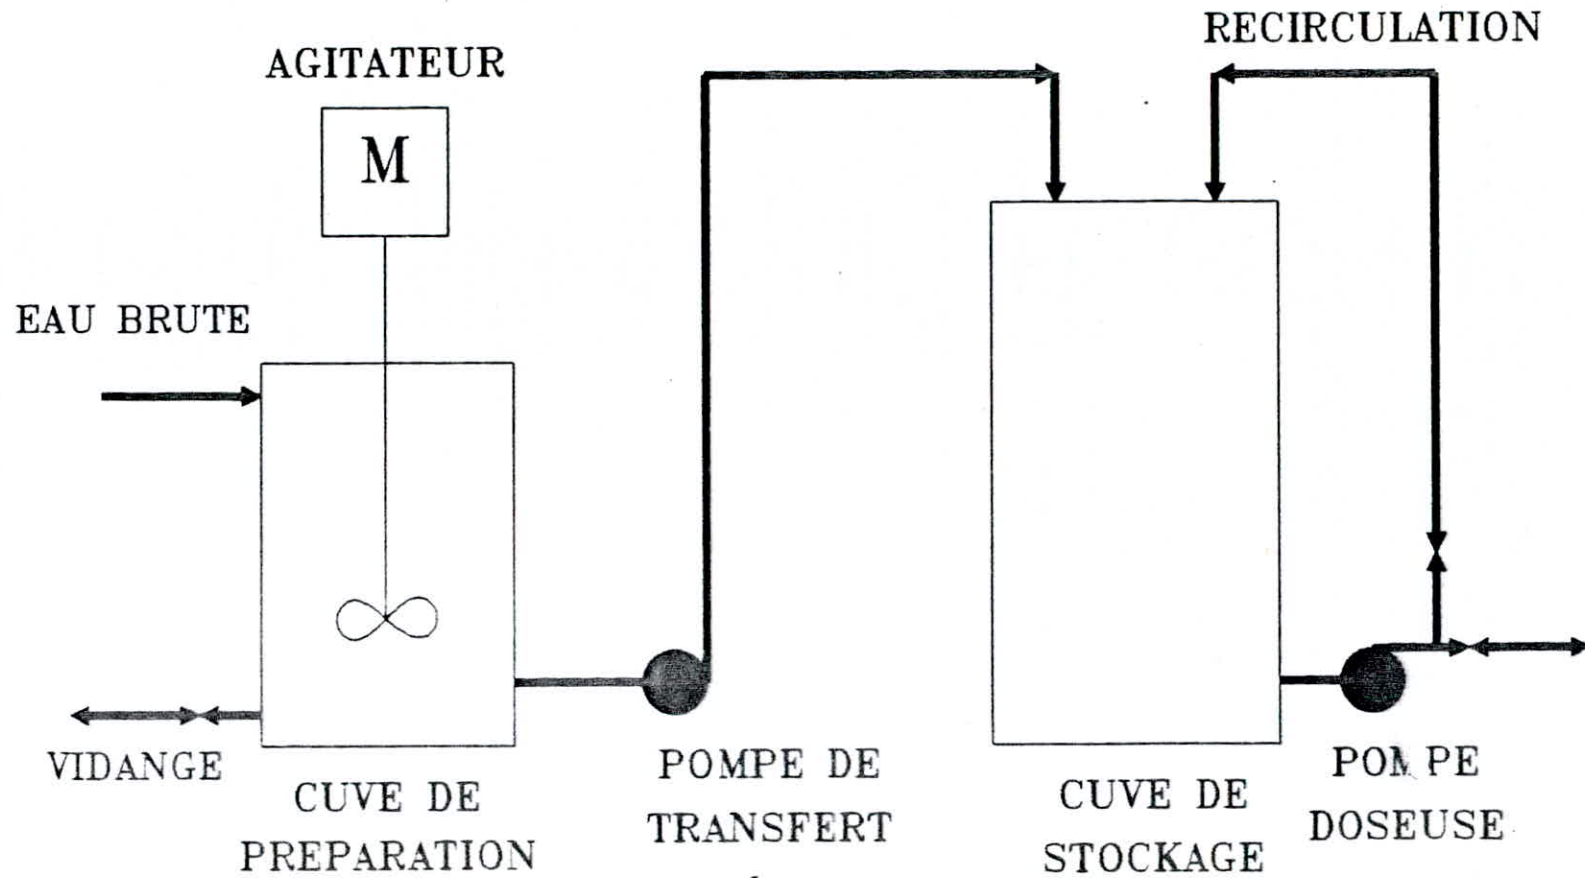 RECIRCULATION
AGITATEUR
M
EAU BRUTE
VIDANGE
CUVE DE
PREPARATION
POMPE DE
TRANSFERT
CUVE DE
STOCKAGE
POMPE
DOSEUSE